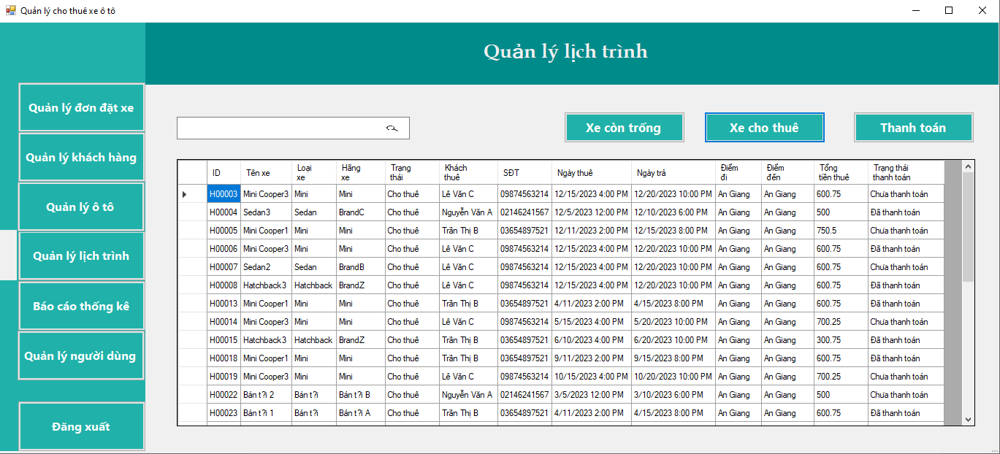 Quản lý cho thuê xe ô tô
Quản lý lịch trình
Quản lý đơn đặt xe
Quản lý khách hàng
Quản lý ô tô
Quản lý lịch trình
Báo cáo thống kê
Quản lý người dùng
Đăng xuất
Xe còn trống Xe cho thuê Thanh toán
ID Tên xe Loại xe Hãng xe Trạng thái Khách thuê SĐT Ngày thuê Ngày trả Điểm đi Điểm đến Tổng tiền thuê Trạng thái thanh toán
H00003 Mini Cooper3 Mini Mini Cho thuê Lê Văn C 09874563214 12/15/2023 4:00 PM 12/20/2023 10:00 PM An Giang An Giang 600.75 Chưa thanh toán
H00004 Sedan3 Sedan BrandC Cho thuê Nguyễn Văn A 02146241567 12/5/2023 12:00 PM 12/10/2023 6:00 PM An Giang An Giang 500 Đã thanh toán
H00005 Mini Cooper1 Mini Mini Cho thuê Trần Thị B 03654897521 12/11/2023 2:00 PM 12/15/2023 8:00 PM An Giang An Giang 750.5 Chưa thanh toán
H00006 Mini Cooper3 Mini Mini Cho thuê Lê Văn C 09874563214 12/15/2023 4:00 PM 12/20/2023 10:00 PM An Giang An Giang 600.75 Đã thanh toán
H00007 Sedan2 Sedan BrandB Cho thuê Lê Văn C 09874563214 12/15/2023 4:00 PM 12/20/2023 10:00 PM An Giang An Giang 600.75 Chưa thanh toán
H00008 Hatchback3 Hatchback BrandZ Cho thuê Lê Văn C 09874563214 12/15/2023 4:00 PM 12/20/2023 10:00 PM An Giang An Giang 600.75 Đã thanh toán
H00013 Mini Cooper1 Mini Mini Cho thuê Trần Thị B 03654897521 4/11/2023 2:00 PM 4/15/2023 8:00 PM An Giang An Giang 600.75 Đã thanh toán
H00014 Mini Cooper3 Mini Mini Cho thuê Lê Văn C 09874563214 5/15/2023 4:00 PM 5/20/2023 10:00 PM An Giang An Giang 700.25 Chưa thanh toán
H00015 Hatchback3 Hatchback BrandZ Cho thuê Trần Thị B 03654897521 6/10/2023 4:00 PM 6/20/2023 10:00 PM An Giang An Giang 300.75 Đã thanh toán
H00018 Mini Cooper1 Mini Mini Cho thuê Trần Thị B 03654897521 9/11/2023 2:00 PM 9/15/2023 8:00 PM An Giang An Giang 600.75 Đã thanh toán
H00019 Mini Cooper3 Mini Mini Cho thuê Lê Văn C 09874563214 10/15/2023 4:00 PM 10/20/2023 10:00 PM An Giang An Giang 700.25 Chưa thanh toán
H00022 Bán t?i 2 Bán t?i Bán t?i B Cho thuê Nguyễn Văn A 02146241567 3/5/2023 12:00 PM 3/10/2023 6:00 PM An Giang An Giang 500 Chưa thanh toán
H00023 Bán t?i 1 Bán t?i Bán t?i A Cho thuê Trần Thị B 03654897521 4/11/2023 2:00 PM 4/15/2023 8:00 PM An Giang An Giang 600.75 Đã thanh toán